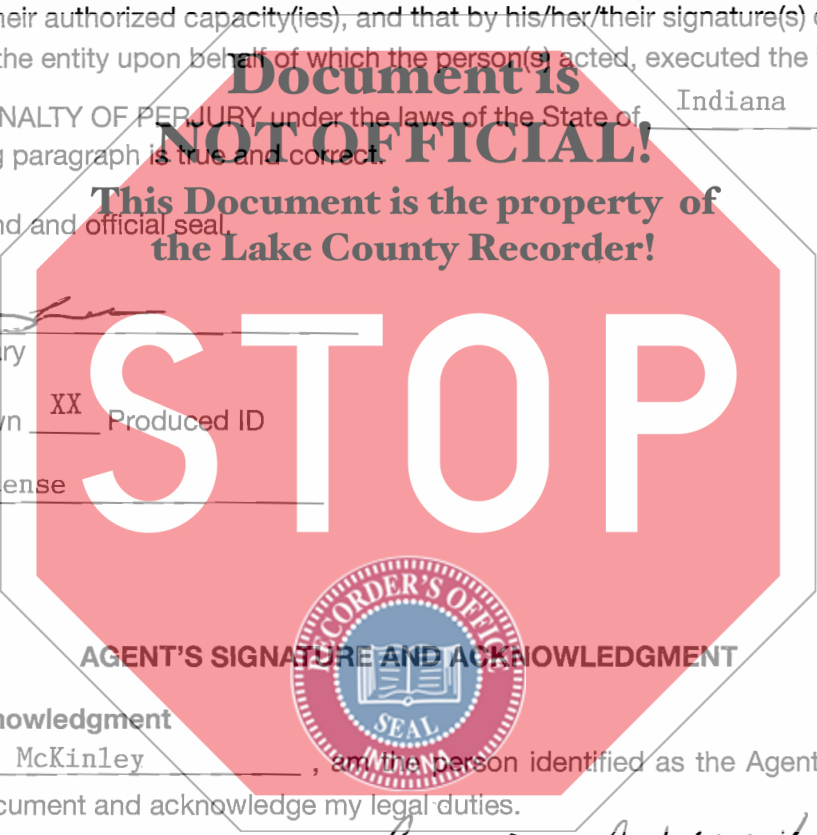 heir authorized capacity(ies), and that by his/her/their signature(s)
the entity upon behalf of which the person(s) acted, executed the
Document is
NALTY OF PERJURY under the laws of the State of Indiana
NOT OFFICIAL!
paragraph is true and correct.
This Document is the property of
nd and official seal.
the Lake County Recorder!
STOP
ry
wn XX Produced ID
ense
RECORDER'S OFFICE
AGENT'S SIGNATURE AND ACKNOWLEDGMENT
SEAL
INDIANA
nowledgment
McKinley, am the person identified as the Agent
cument and acknowledge my legal duties.